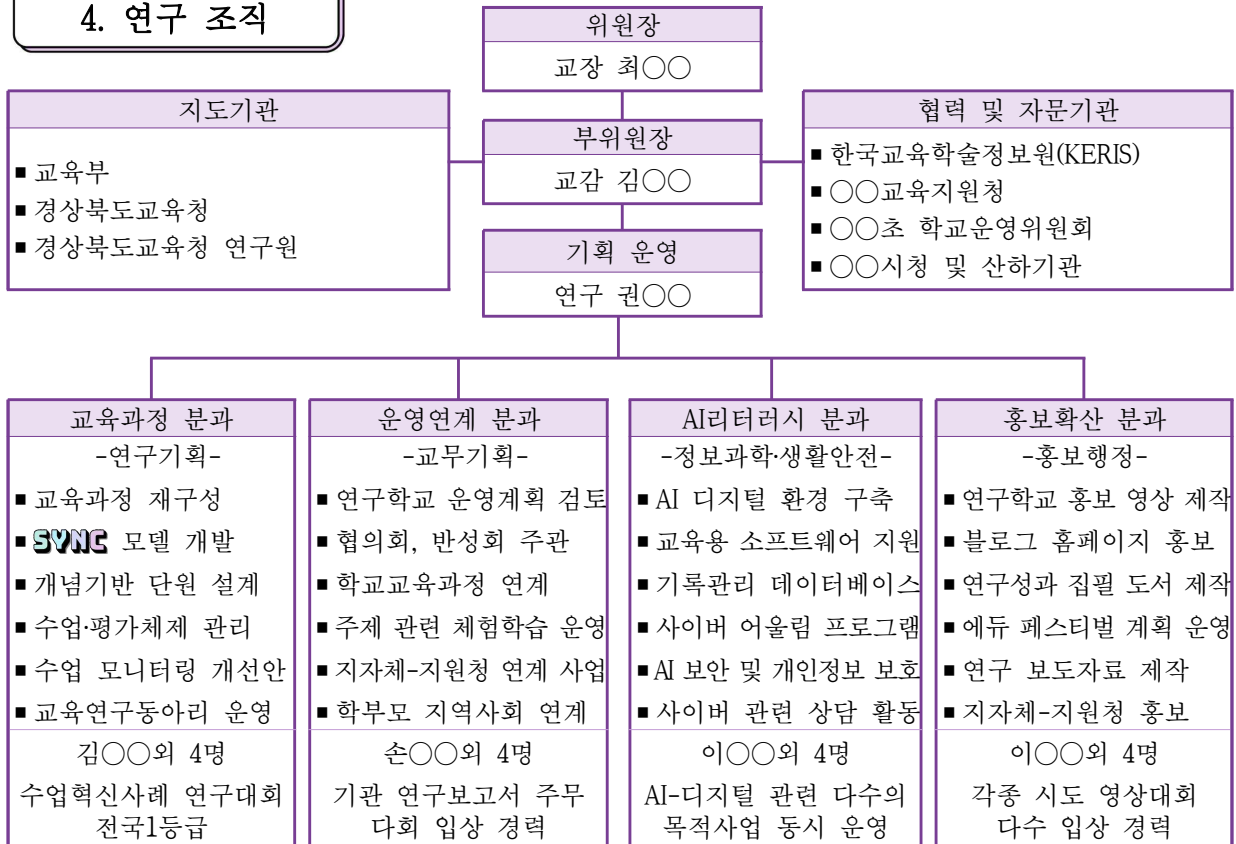 4. 연구 조직
위원장
교장 최○○
지도기관
■ 교육부
■ 경상북도교육청
■ 경상북도교육청 연구원
부위원장
교감 김○○
협력 및 자문기관
■ 한국교육학술정보원(KERIS)
■ ○○교육지원청
■ ○○초 학교운영위원회
■ ○○시청 및 산하기관
기획 운영
연구 권○○
교육과정 분과
-연구기획-
■ 교육과정 재구성
■ SYNC 모델 개발
■ 개념기반 단원 설계
■ 수업·평가체제 관리
■ 수업 모니터링 개선안
■ 교육연구동아리 운영
김○○외 4명
수업혁신사례 연구대회
전국1등급
운영연계 분과
-교무기획-
■ 연구학교 운영계획 검토
■ 협의회, 반성회 주관
■ 학교교육과정 연계
■ 주제 관련 체험학습 운영
■ 지자체-지원청 연계 사업
■ 학부모 지역사회 연계
손○○외 4명
기관 연구보고서 주무
다회 입상 경력
AI리터러시 분과
-정보과학·생활안전-
■ AI 디지털 환경 구축
■ 교육용 소프트웨어 지원
■ 기록관리 데이터베이스
■ 사이버 어울림 프로그램
■ AI 보안 및 개인정보 보호
■ 사이버 관련 상담 활동
이○○외 4명
AI-디지털 관련 다수의
목적사업 동시 운영
홍보확산 분과
-홍보행정-
■ 연구학교 홍보 영상 제작
■ 블로그 홈페이지 홍보
■ 연구성과 집필 도서 제작
■ 에듀 페스티벌 계획 운영
■ 연구 보도자료 제작
■ 지자체-지원청 홍보
이○○외 4명
각종 시도 영상대회
다수 입상 경력